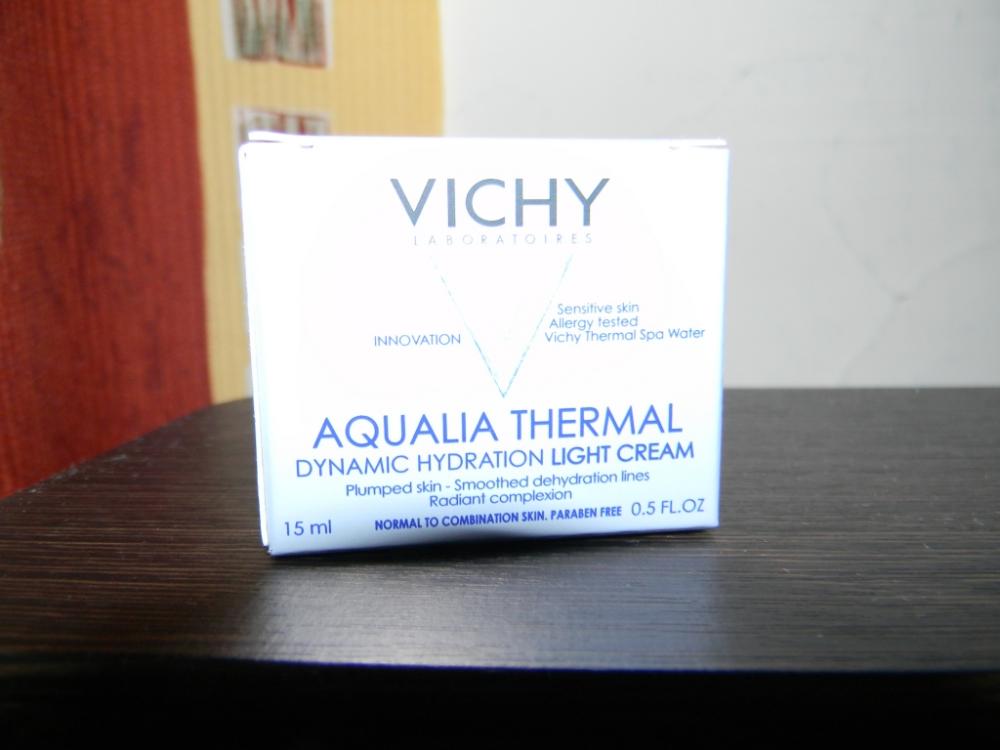 VICHY
LABORATOIRES
Sensitive skin
Allergy tested
INNOVATION
Vichy Thermal Spa Water
AQUALIA THERMAL
DYNAMIC HYDRATION LIGHT CREAM
Plumped skin - Smoothed dehydration lines
Radiant complexion
15 ml
NORMAL TO COMBINATION SKIN. PARABEN FREE
0.5 FL.OZ